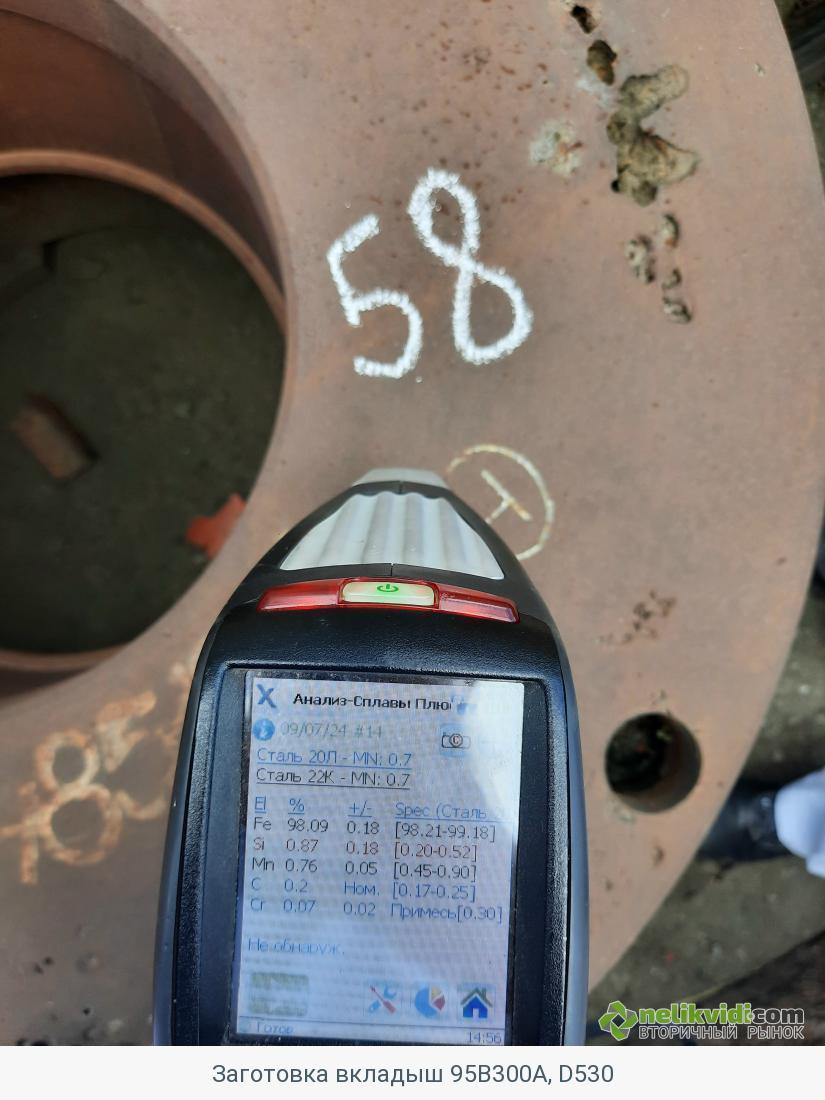 58
Т
Анализ-Сплавы Плю
09/07/24 #14
Сталь 20Л - MN: 0.7
Сталь 22К - MN: 0.7
El % +/- Spec (Сталь
Fe 98.09 0.18 [98.21-99.18]
Si 0.87 0.18 [0.20-0.52]
Mn 0.76 0.05 [0.45-0.90]
C 0.2 Ном. [0.17-0.25]
Cr 0.07 0.02 Примесь[0.30]
Не обнаруж.
Готов
14:56
nelikvidi:com
ВТОРИЧНЫЙ РЫНОК
Заготовка вкладыш 95В300А, D530